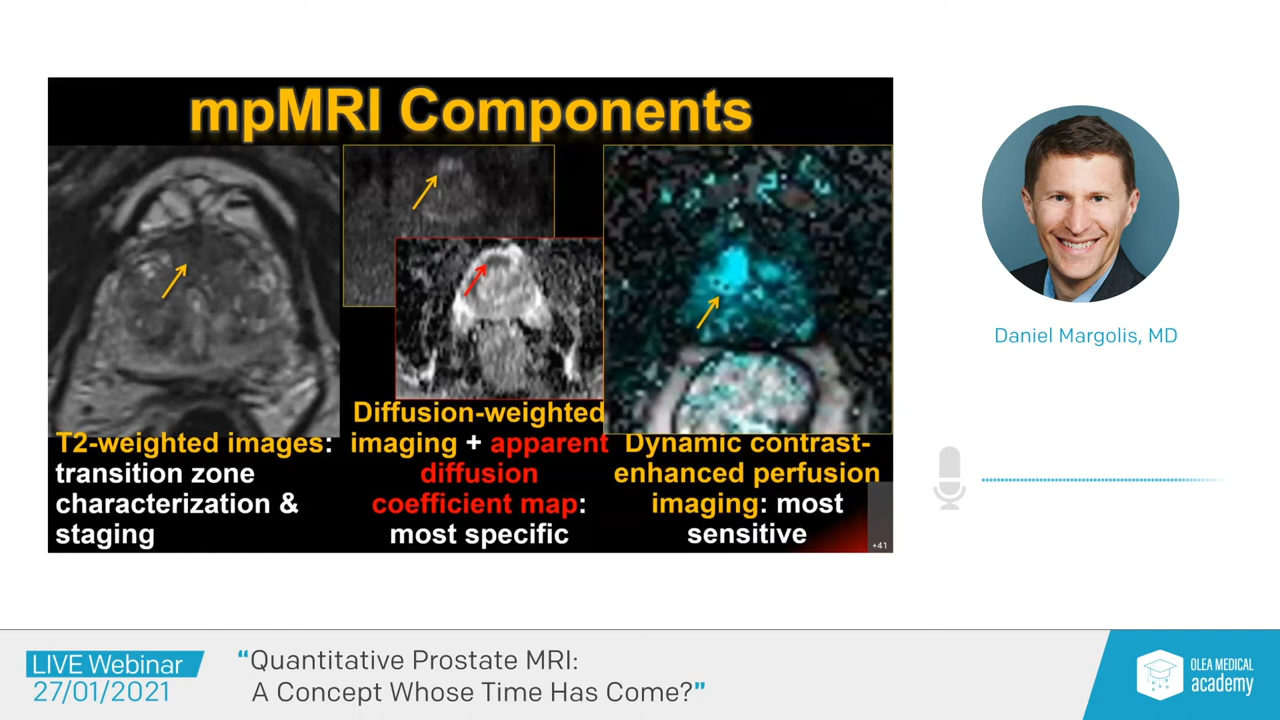 mpMRI Components
T2-weighted images:
transition zone
characterization &
staging
Diffusion-weighted
imaging + apparent
diffusion
coefficient map:
most specific
Dynamic contrast-
enhanced perfusion
imaging: most
sensitive
+41
Daniel Margolis, MD
LIVE Webinar
27/01/2021
“Quantitative Prostate MRI:
A Concept Whose Time Has Come?”
OLEA MEDICAL
academy